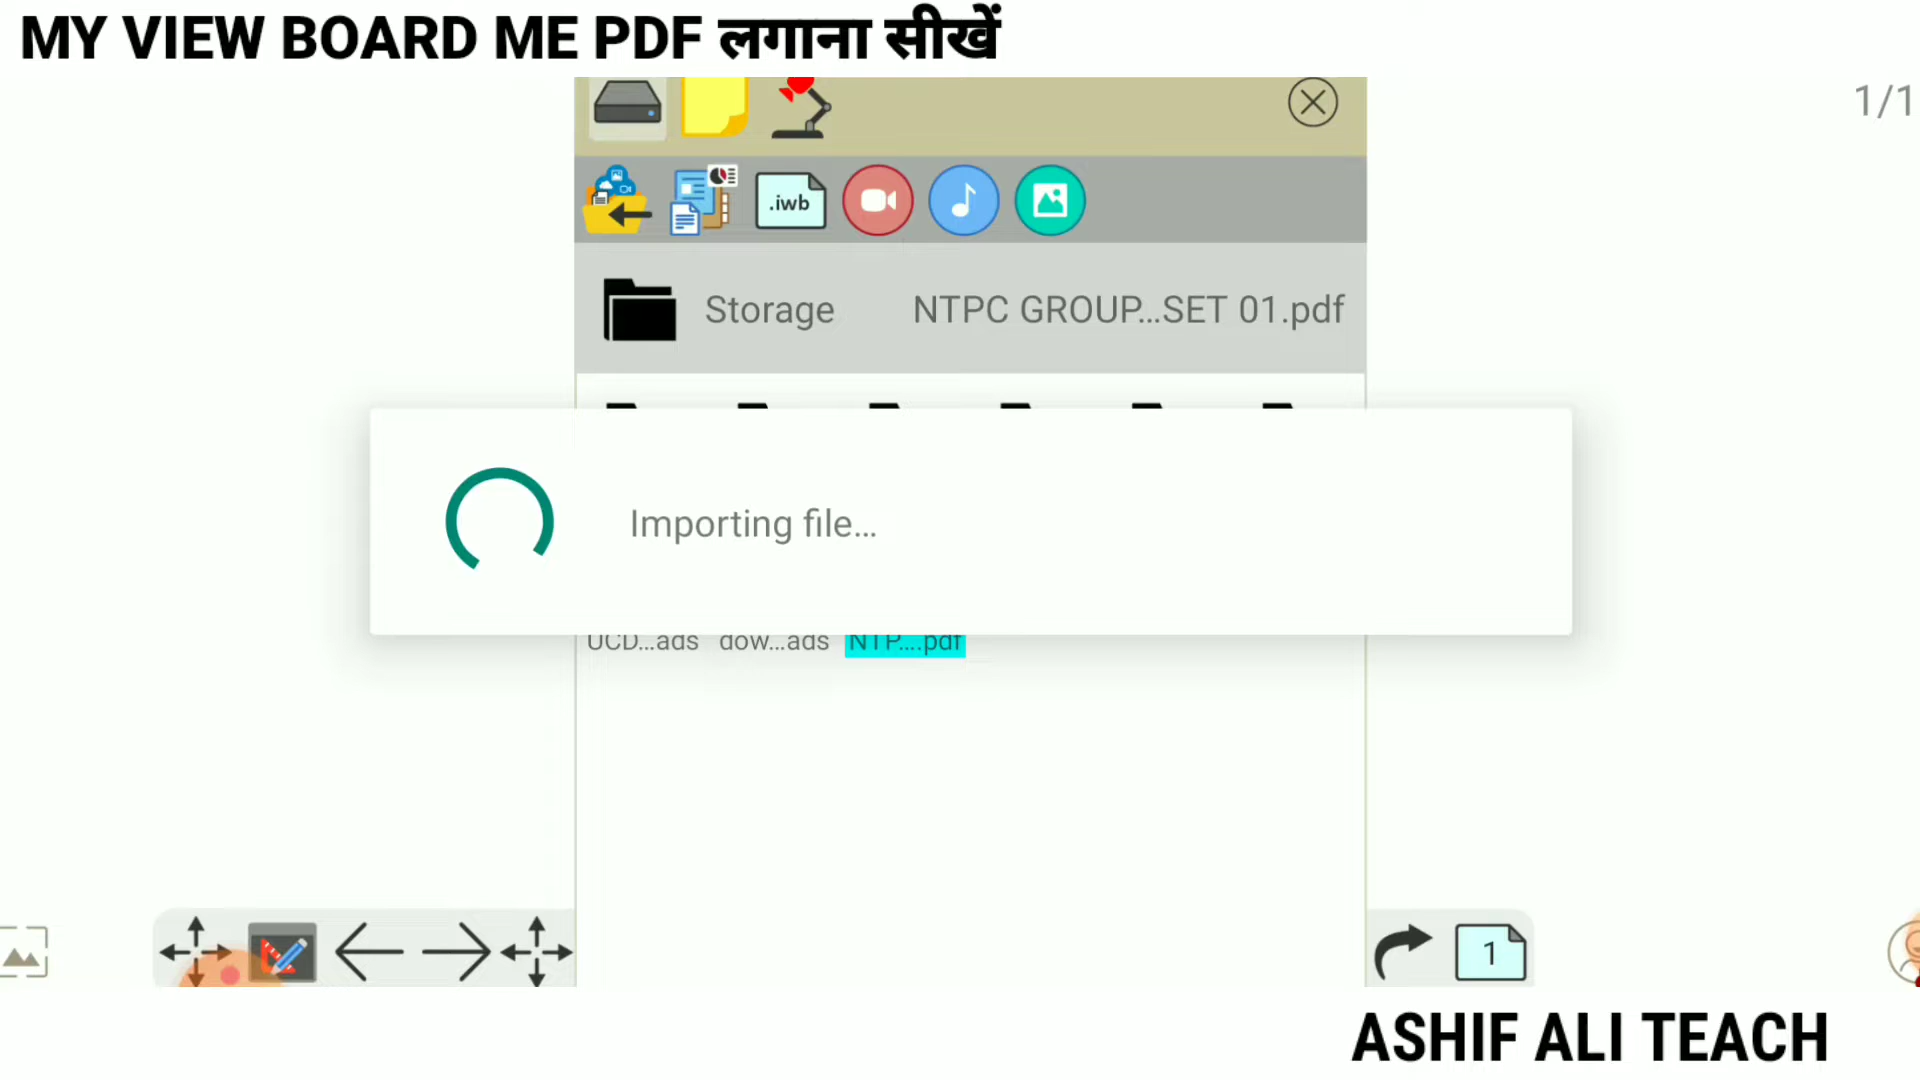 MY VIEW BOARD ME PDF लगाना सीखें
1/1
.iwb
Storage NTPC GROUP...SET 01.pdf
Importing file...
UCD...ads dow...ads NTP....pdf
1
ASHIF ALI TEACH